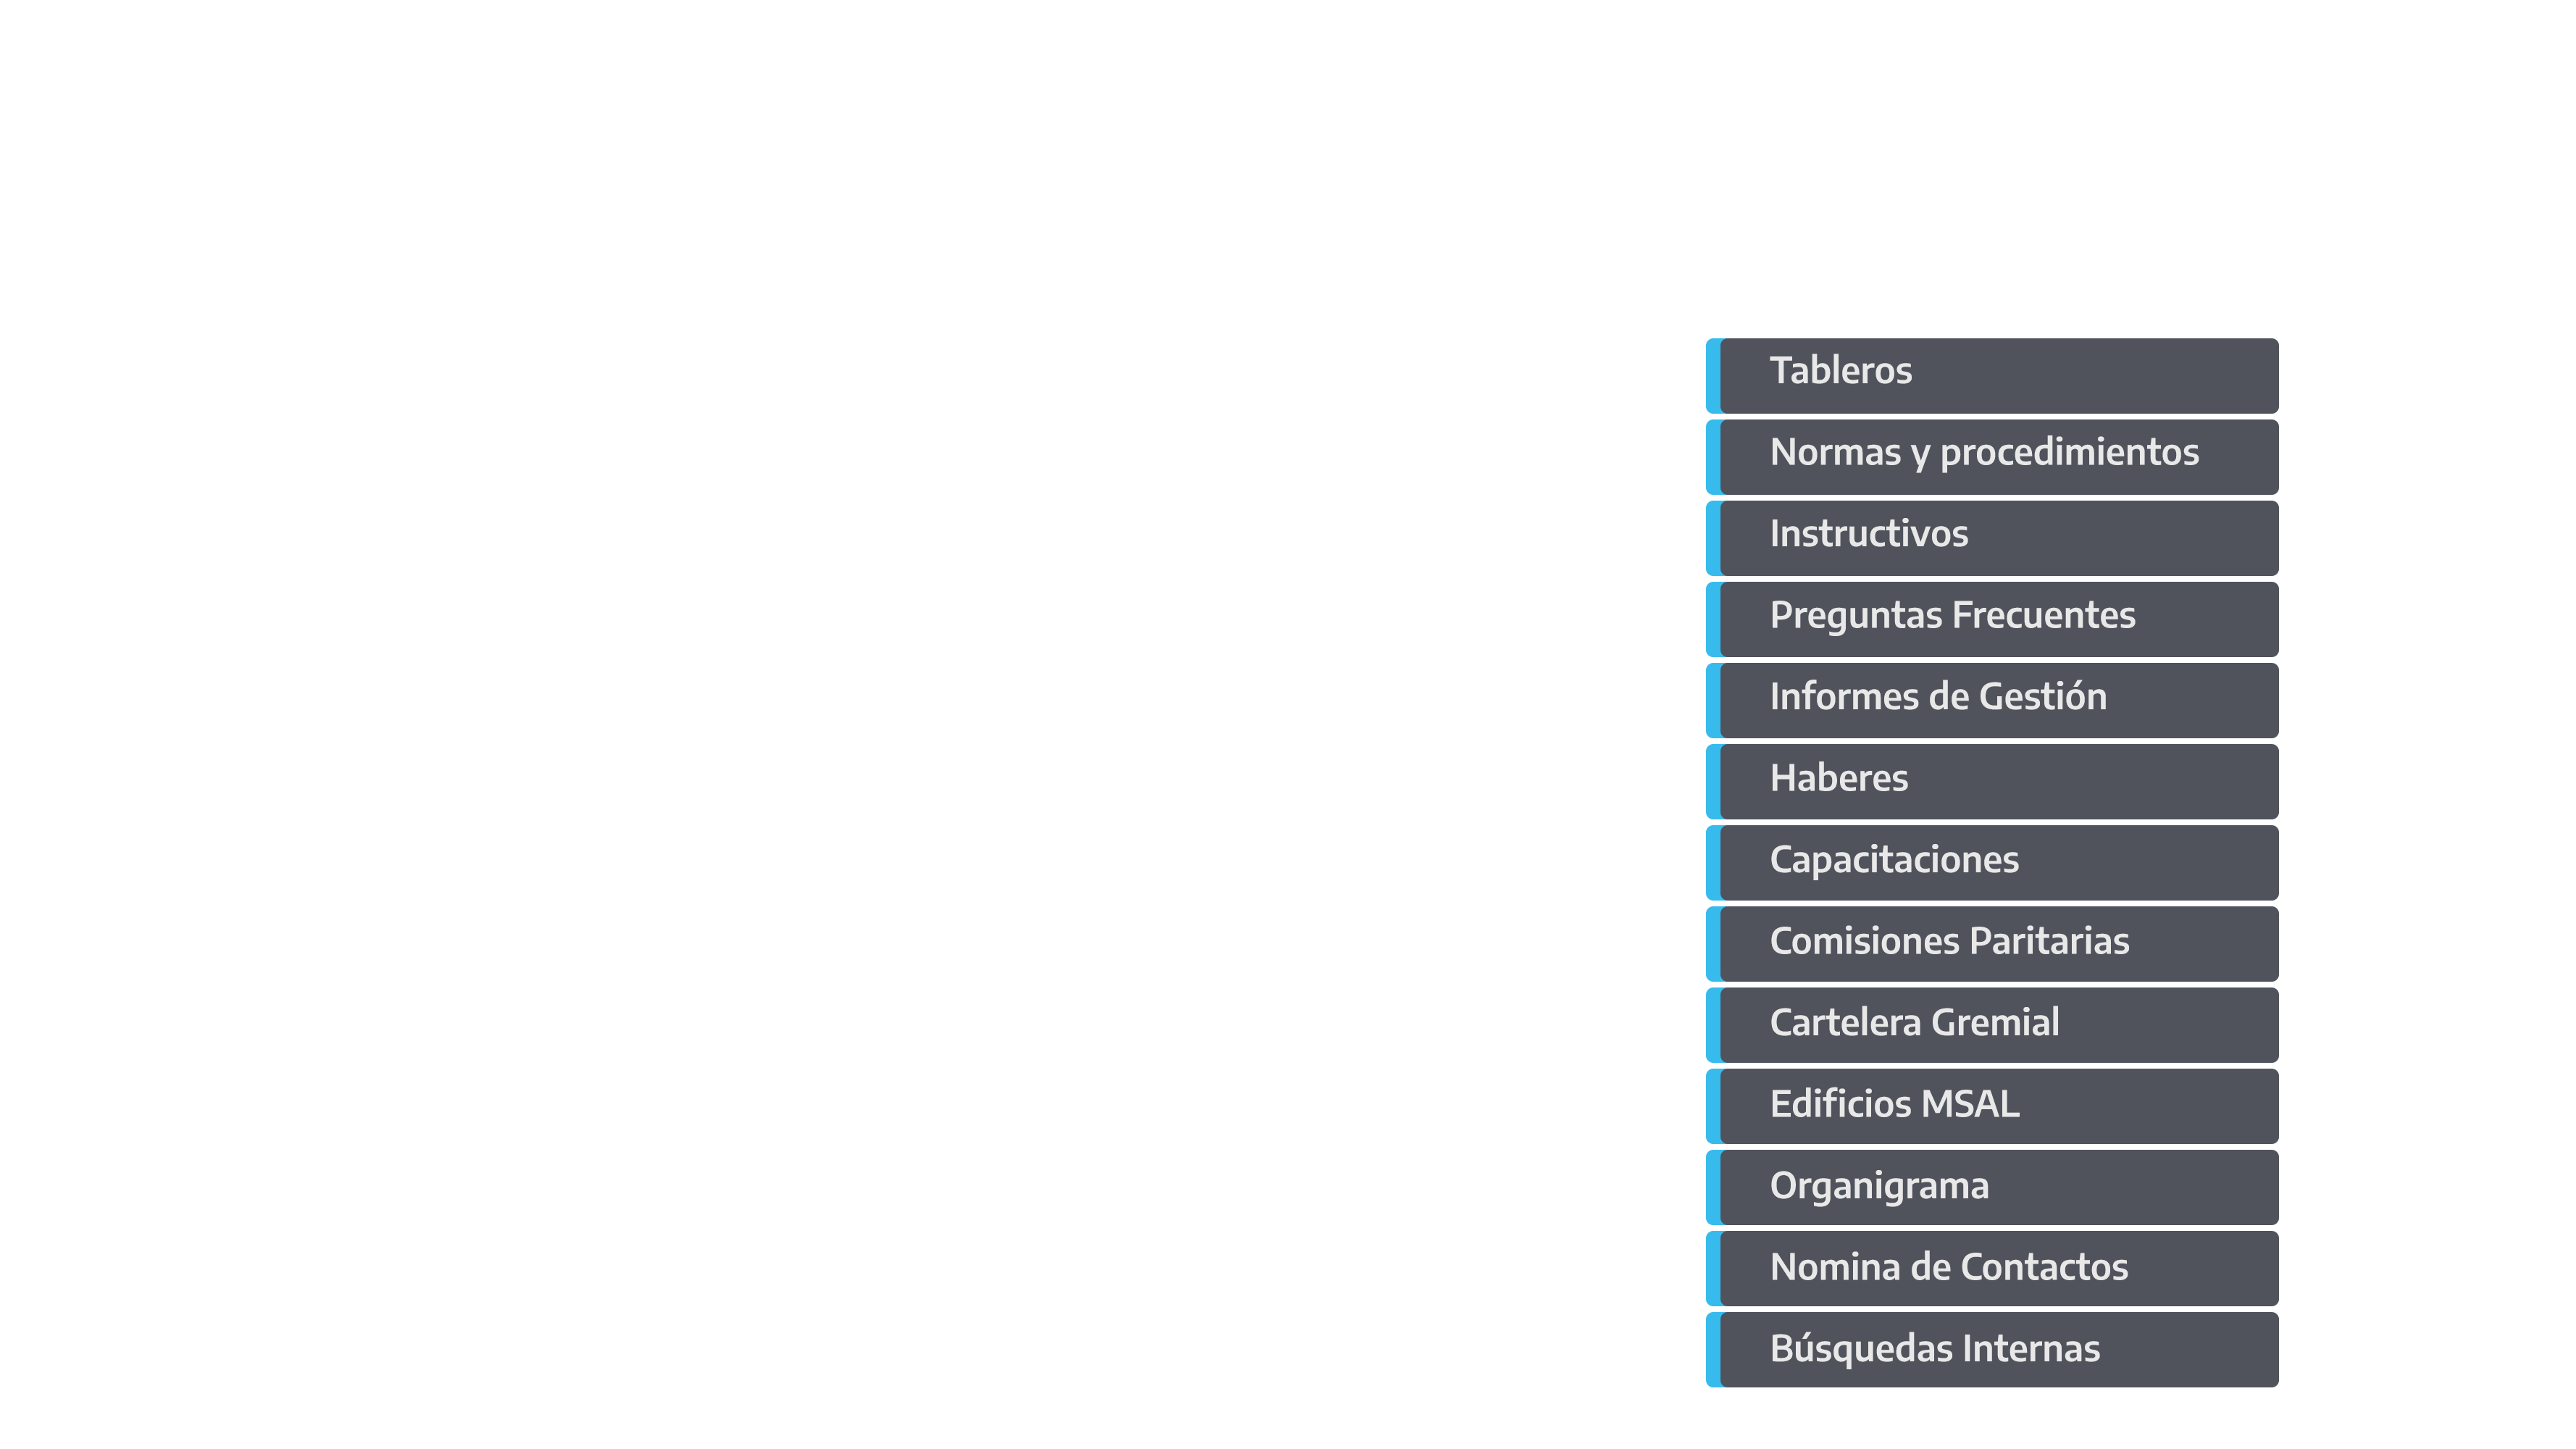 Tableros
Normas y procedimientos
Instructivos
Preguntas Frecuentes
Informes de Gestión
Haberes
Capacitaciones
Comisiones Paritarias
Cartelera Gremial
Edificios MSAL
Organigrama
Nomina de Contactos
Búsquedas Internas